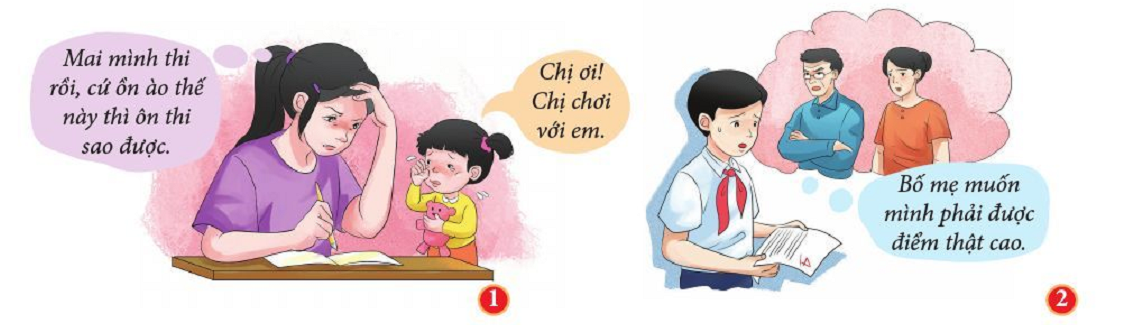 Mai mình thi
rồi, cứ ồn ào thế
này thì ôn thi
sao được.
Chị ơi!
Chị chơi
với em.
1
Bố mẹ muốn
mình phải được
điểm thật cao.
2